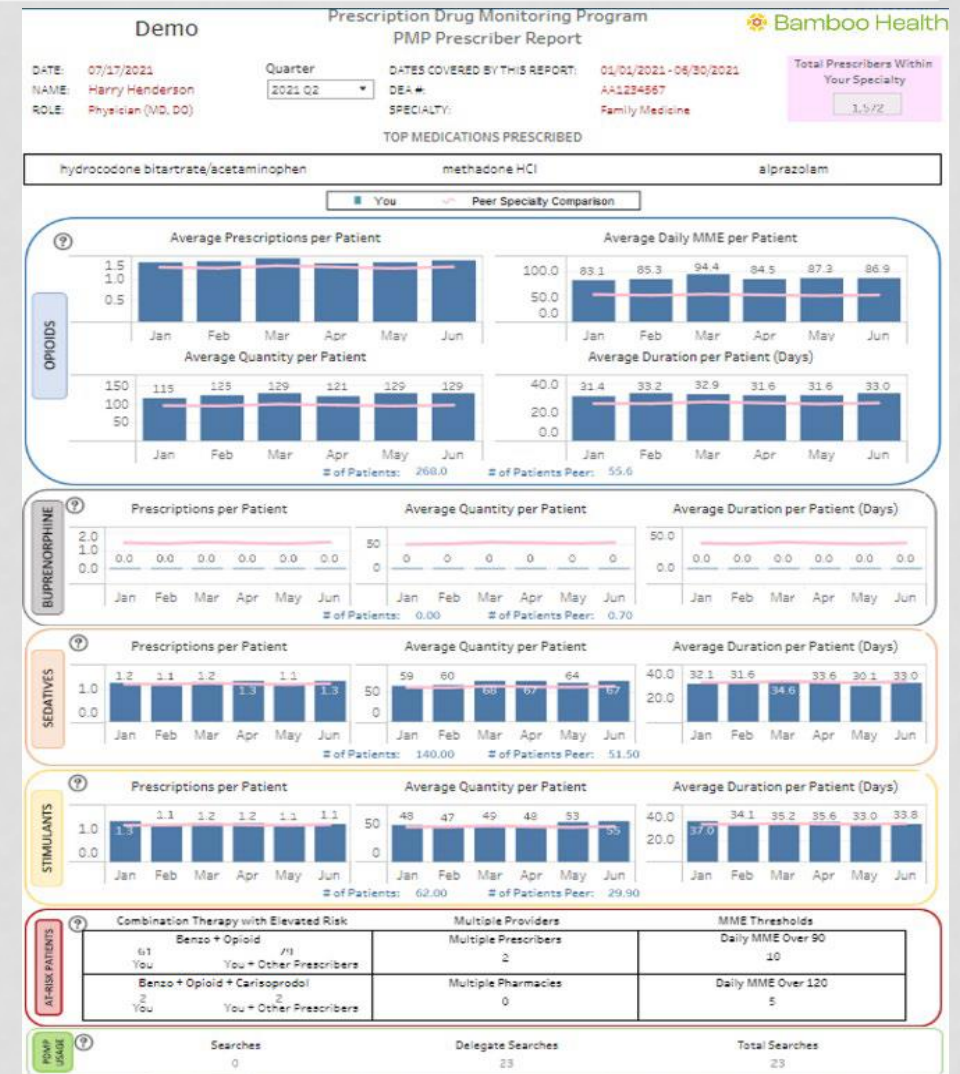 Demo
Prescription Drug Monitoring Program
PMP Prescriber Report
Bamboo Health
DATE: 07/17/2021
NAME: Harry Henderson
ROLE: Physician (MD, DO)
Quarter
2021 Q2
DATES COVERED BY THIS REPORT: 01/01/2021 - 06/30/2021
DEA #: AA1234567
SPECIALTY: Family Medicine
Total Prescribers Within
Your Specialty
1,572
TOP MEDICATIONS PRESCRIBED
hydrocodone bitartrate/acetaminophen methadone HCl alprazolam
You Peer Specialty Comparison
OPIOIDS
?
Average Prescriptions per Patient
1.5
1.0
0.5
Jan Feb Mar Apr May Jun
Average Daily MME per Patient
100.0
50.0
0.0
83.1 85.3 94.4 84.5 87.3 86.9
Jan Feb Mar Apr May Jun
Average Quantity per Patient
150
100
50
115 125 129 121 129 129
Jan Feb Mar Apr May Jun
Average Duration per Patient (Days)
40.0
20.0
0.0
31.4 33.2 32.9 31.6 31.6 33.0
Jan Feb Mar Apr May Jun
# of Patients: 268.0 # of Patients Peer: 55.6
BUPRENORPHINE
?
Prescriptions per Patient
2.0
1.0
0.0
0.0 0.0 0.0 0.0 0.0 0.0
Jan Feb Mar Apr May Jun
Average Quantity per Patient
50
0
0 0 0 0 0 0
Jan Feb Mar Apr May Jun
Average Duration per Patient (Days)
50.0
0.0
0.0 0.0 0.0 0.0 0.0 0.0
Jan Feb Mar Apr May Jun
# of Patients: 0.00 # of Patients Peer: 0.70
SEDATIVES
?
Prescriptions per Patient
1.0
0.0
1.2 1.1 1.2 1.3 1.1 1.3
Jan Feb Mar Apr May Jun
Average Quantity per Patient
50
0
59 60 68 67 64 67
Jan Feb Mar Apr May Jun
Average Duration per Patient (Days)
40.0
20.0
32.1 31.6 34.6 33.6 30.1 33.0
Jan Feb Mar Apr May Jun
# of Patients: 140.00 # of Patients Peer: 51.50
STIMULANTS
?
Prescriptions per Patient
1.0
0.0
1.3 1.1 1.2 1.2 1.1 1.1
Jan Feb Mar Apr May Jun
Average Quantity per Patient
50
0
48 47 49 48 53 55
Jan Feb Mar Apr May Jun
Average Duration per Patient (Days)
40.0
20.0
37.0 34.1 35.2 35.6 33.0 33.8
Jan Feb Mar Apr May Jun
# of Patients: 62.00 # of Patients Peer: 29.90
AT-RISK PATIENTS
?
Combination Therapy with Elevated Risk Multiple Providers MME Thresholds
Benzo + Opioid
61 79
You You + Other Prescribers
Multiple Prescribers
2
Daily MME Over 90
10
Benzo + Opioid + Carisoprodol
2 2
You You + Other Prescribers
Multiple Pharmacies
0
Daily MME Over 120
5
PDMP
USAGE
?
Searches Delegate Searches Total Searches
0 23 23